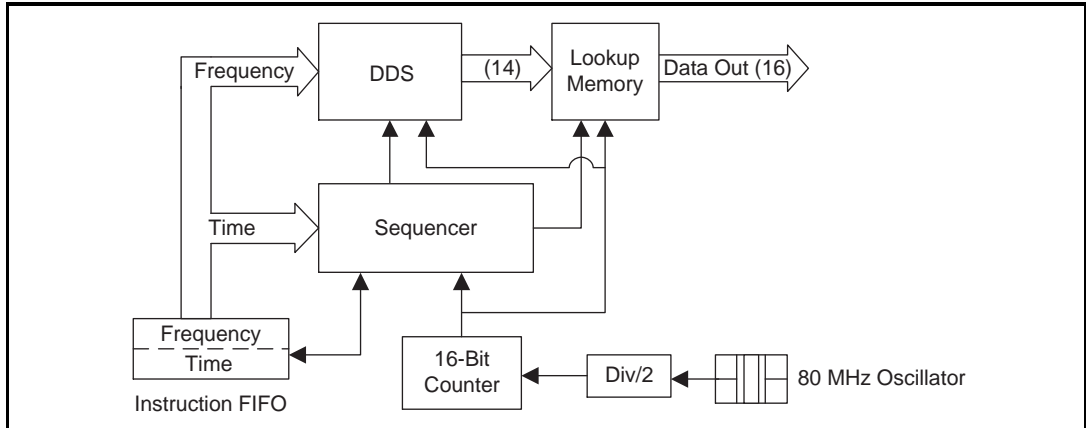 Frequency
DDS
(14)
Lookup
Memory
Data Out (16)
Time
Sequencer
Frequency
Time
Instruction FIFO
16-Bit
Counter
Div/2
80 MHz Oscillator